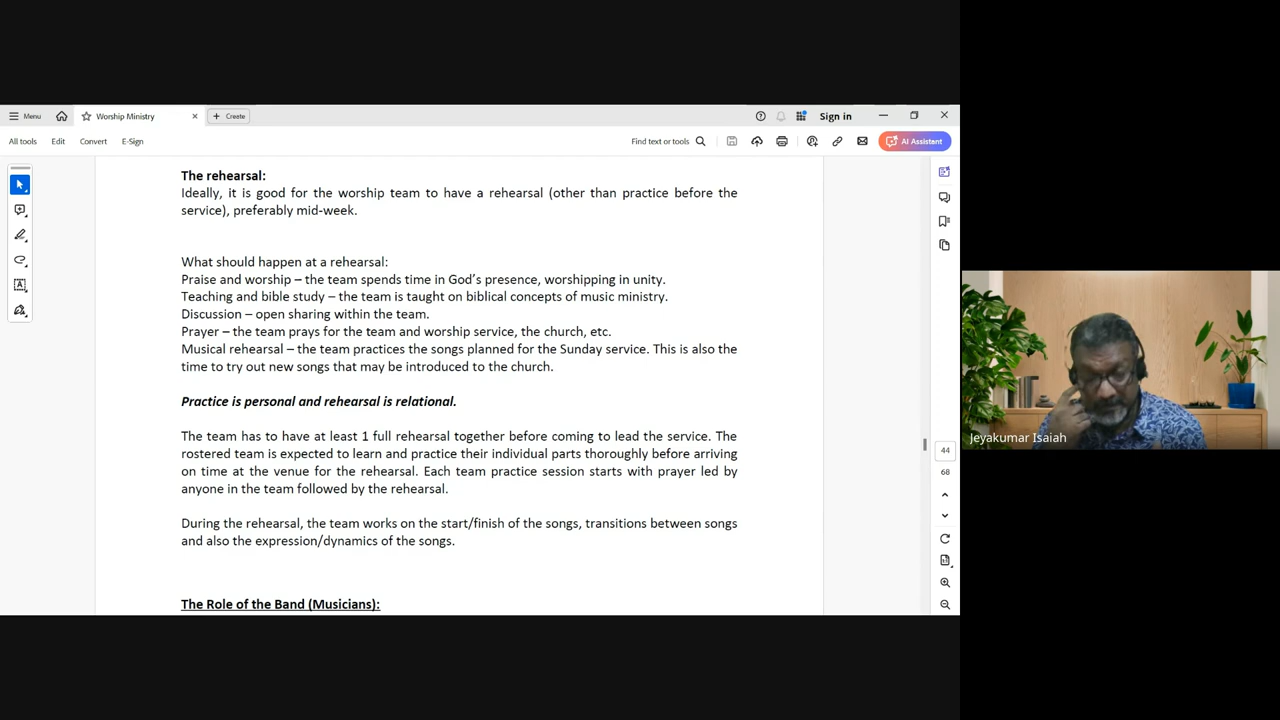 Menu
Worship Ministry
Create
Sign in
All tools
Edit
Convert
E-Sign
Find text or tools
AI Assistant
The rehearsal:
Ideally, it is good for the worship team to have a rehearsal (other than practice before the
service), preferably mid-week.
What should happen at a rehearsal:
Praise and worship – the team spends time in God's presence, worshipping in unity.
Teaching and bible study – the team is taught on biblical concepts of music ministry.
Discussion – open sharing within the team.
Prayer – the team prays for the team and worship service, the church, etc.
Musical rehearsal – the team practices the songs planned for the Sunday service. This is also the
time to try out new songs that may be introduced to the church.
Practice is personal and rehearsal is relational.
The team has to have at least 1 full rehearsal together before coming to lead the service. The
rostered team is expected to learn and practice their individual parts thoroughly before arriving
on time at the venue for the rehearsal. Each team practice session starts with prayer led by
anyone in the team followed by the rehearsal.
During the rehearsal, the team works on the start/finish of the songs, transitions between songs
and also the expression/dynamics of the songs.
The Role of the Band (Musicians):
44
68
Jeyakumar Isaiah